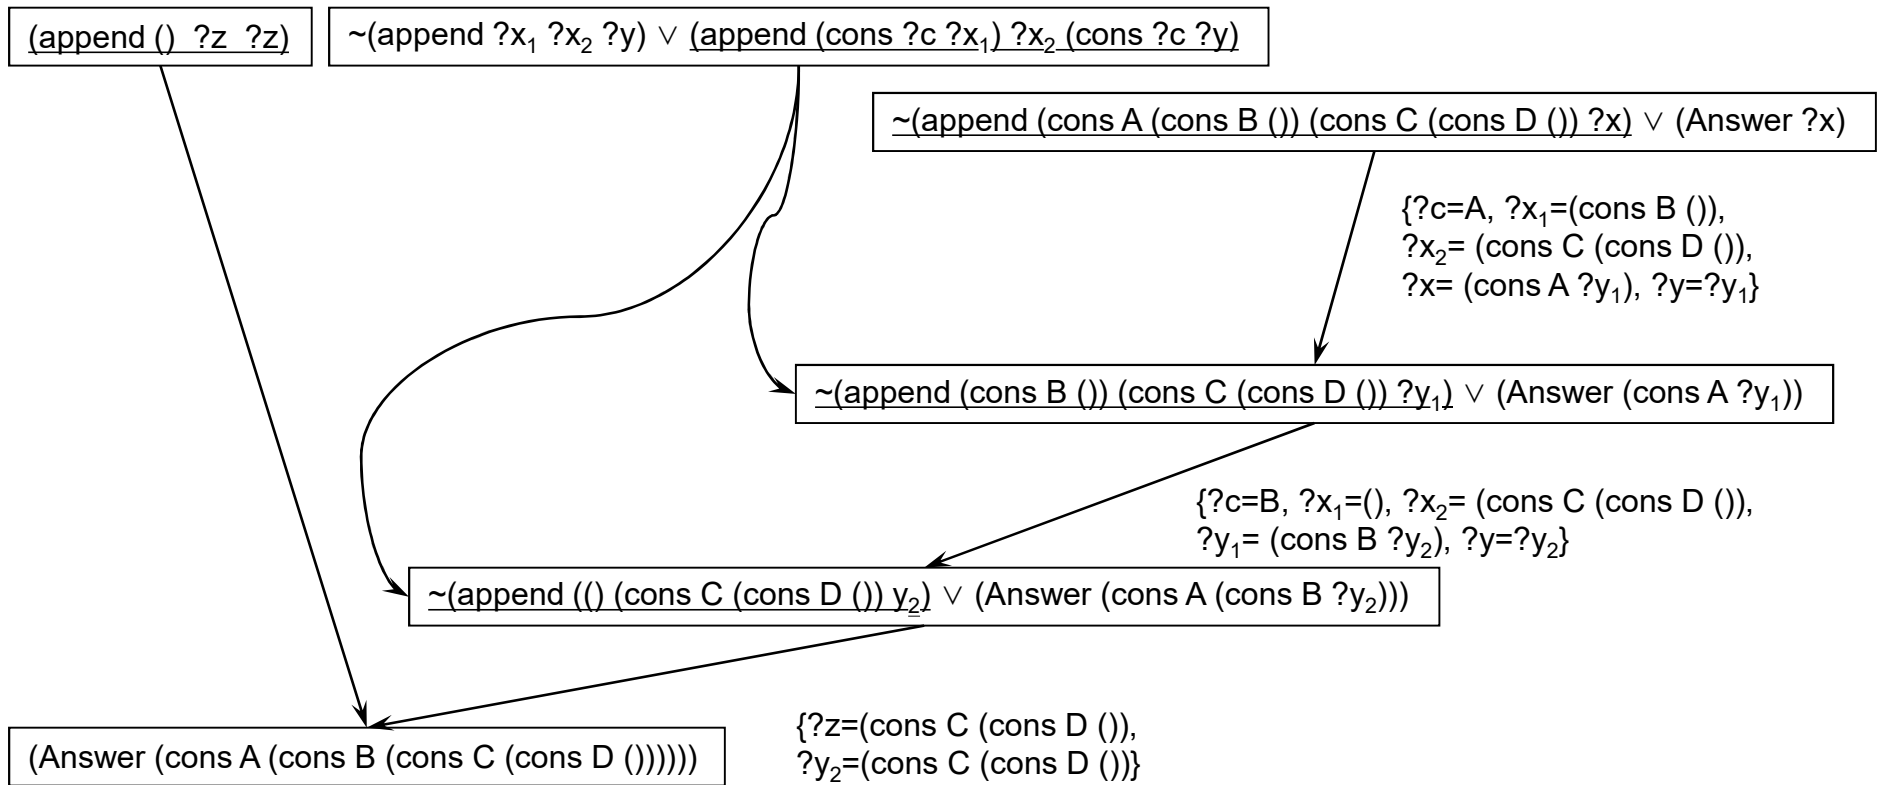 (append () ?z ?z)
~(append ?x₁ ?x₂ ?y) ∨ (append (cons ?c ?x₁) ?x₂ (cons ?c ?y)
~(append (cons A (cons B ()) (cons C (cons D ()) ?x) ∨ (Answer ?x)
{?c=A, ?x₁=(cons B ()),
?x₂= (cons C (cons D ()),
?x= (cons A ?y₁), ?y=?y₁}
~(append (cons B ()) (cons C (cons D ()) ?y₁) ∨ (Answer (cons A ?y₁))
{?c=B, ?x₁=(), ?x₂= (cons C (cons D ()),
?y₁= (cons B ?y₂), ?y=?y₂}
~(append (() (cons C (cons D ()) y₂) ∨ (Answer (cons A (cons B ?y₂)))
{?z=(cons C (cons D ()),
?y₂=(cons C (cons D ())}
(Answer (cons A (cons B (cons C (cons D ())))))